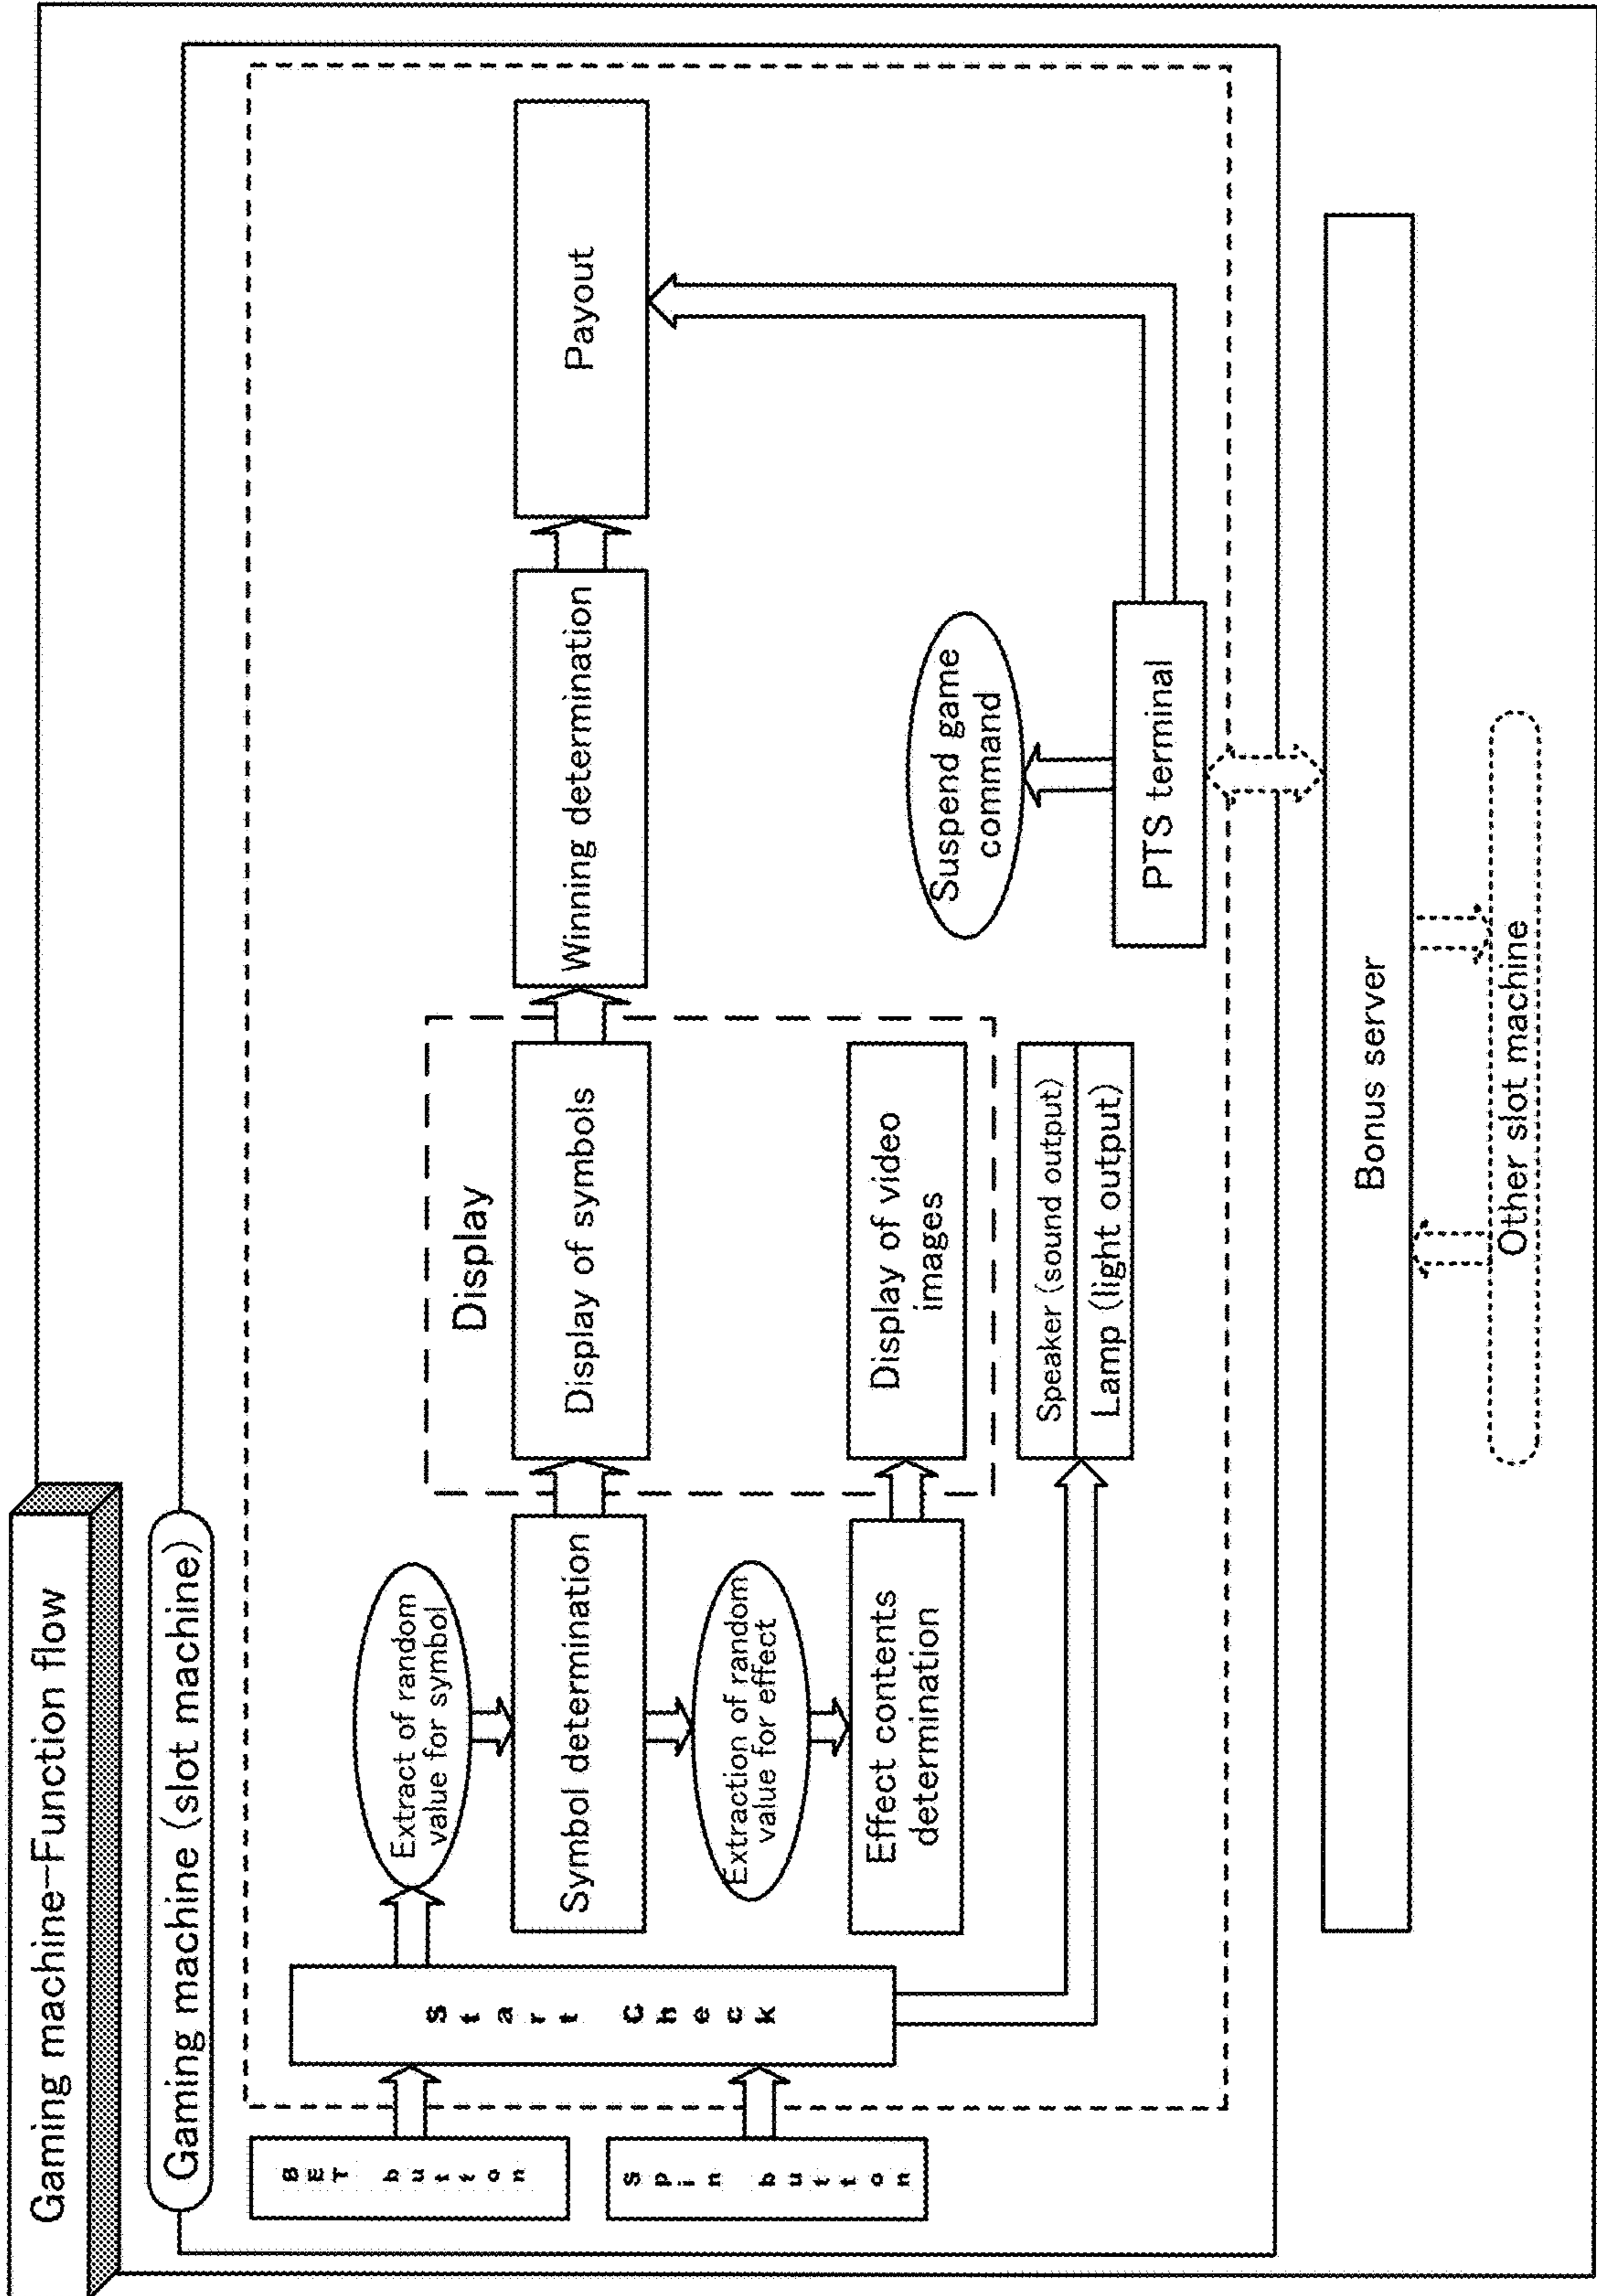 Gaming machine-Function flow
Gaming machine (slot machine)
BET button
Spin button
Start Check
Extract of random
value for symbol
Symbol determination
Extraction of random
value for effect
Effect contents
determination
Display
Display of symbols
Display of video
images
Speaker (sound output)
Lamp (light output)
Winning determination
Payout
Suspend game
command
PTS terminal
Bonus server
Other slot machine